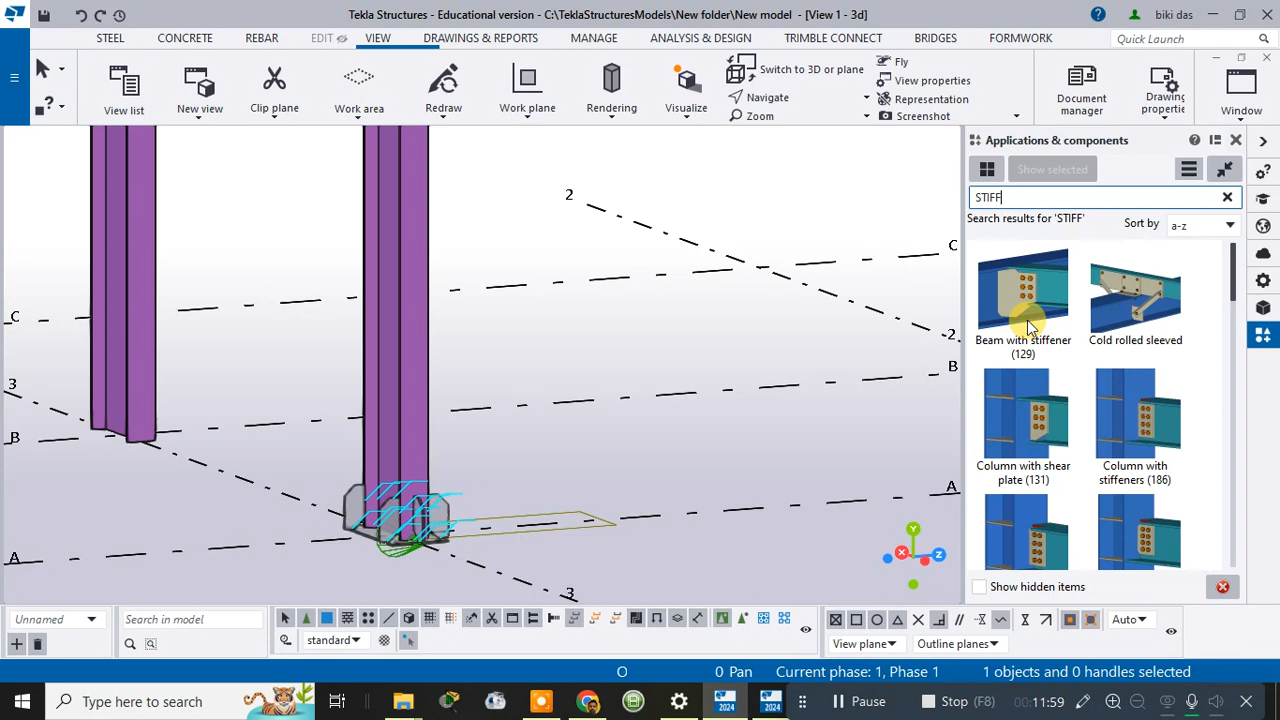 Tekla Structures - Educational version - C:\TeklaStructuresModels\New folder\New model - [View 1 - 3d]
biki das
STEEL CONCRETE REBAR EDIT VIEW DRAWINGS & REPORTS MANAGE ANALYSIS & DESIGN TRIMBLE CONNECT BRIDGES FORMWORK Quick Launch
View list
New view
Clip plane
Work area
Redraw
Work plane
Rendering
Visualize
Switch to 3D or plane
Navigate
Zoom
Fly
View properties
Representation
Screenshot
Document manager
Drawing properties
Window
Applications & components
Show selected
STIFF
Search results for 'STIFF'
Sort by a-z
Beam with stiffener (129)
Cold rolled sleeved
Column with shear plate (131)
Column with stiffeners (186)
Show hidden items
2
C
C
2
3
B
B
A
A
3
X
Y
Z
Unnamed
Search in model
standard
Auto
View plane
Outline planes
O
0 Pan
Current phase: 1, Phase 1
1 objects and 0 handles selected
Type here to search
2024
2024
Pause
Stop (F8)
00:11:59